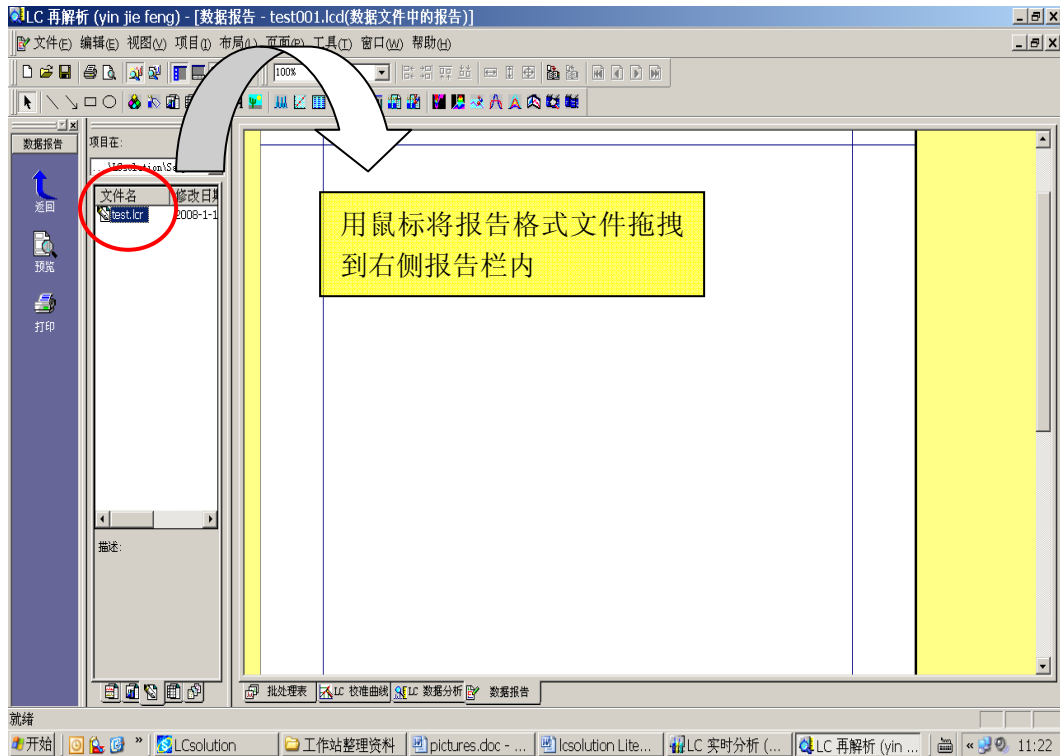 LC 再解析 (yin jie feng) - [数据报告 - test001.lcd(数据文件中的报告)]
文件(F) 编辑(E) 视图(V) 项目(I) 布局(L) 页面(P) 工具(T) 窗口(W) 帮助(H)
100%
数据报告
项目在:
...\LCsolution\Sa
返回
文件名 修改日期
test.lcr 2008-1-1
预览
打印
用鼠标将报告格式文件拖拽
到右侧报告栏内
描述:
批处理表 LC 校准曲线 LC 数据分析 数据报告
就绪
开始 » LCsolution 工作站整理资料 pictures.doc - ... lcsolution Lite... LC 实时分析 (... LC 再解析 (yin ... « 11:22